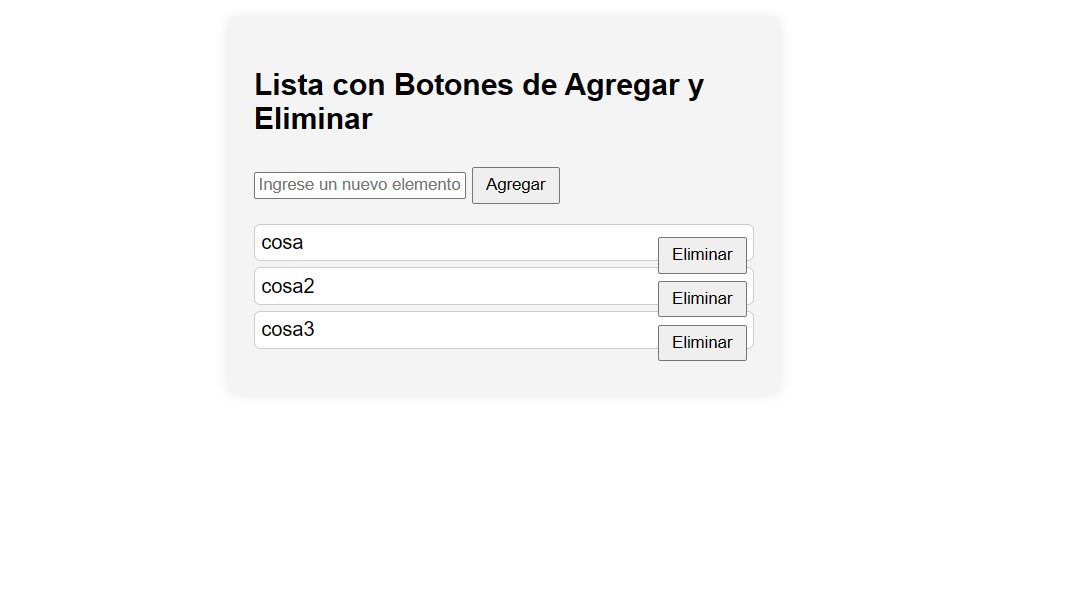 Lista con Botones de Agregar y
Eliminar
Ingrese un nuevo elemento Agregar
cosa Eliminar
cosa2 Eliminar
cosa3 Eliminar